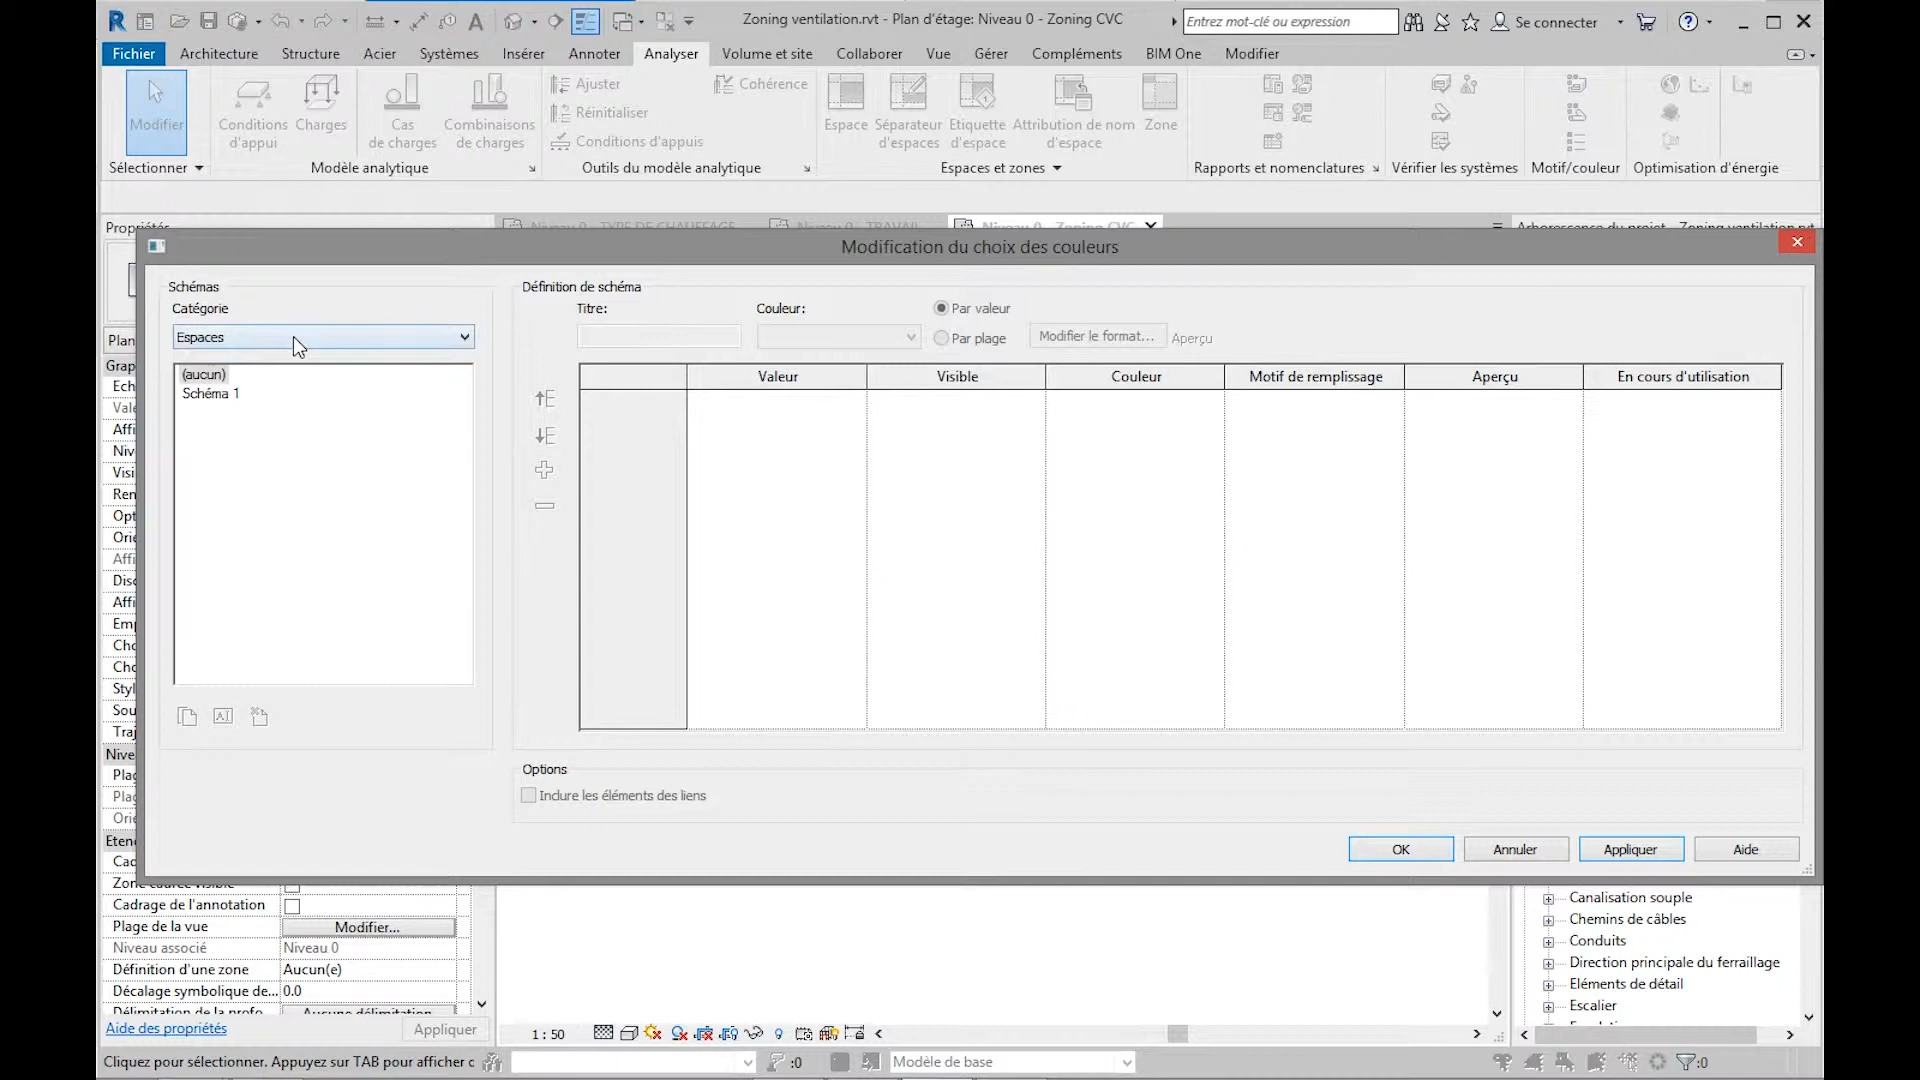 Zoning ventilation.rvt - Plan d'étage: Niveau 0 - Zoning CVC
Entrez mot-clé ou expression
Se connecter
Fichier Architecture Structure Acier Systèmes Insérer Annoter Analyser Volume et site Collaborer Vue Gérer Compléments BIM One Modifier
Modifier
Conditions d'appui
Charges
Cas de charges
Combinaisons de charges
Ajuster
Réinitialiser
Conditions d'appuis
Cohérence
Espace
Séparateur d'espaces
Etiquette d'espace
Attribution de nom d'espace
Zone
Sélectionner
Modèle analytique
Outils du modèle analytique
Espaces et zones
Rapports et nomenclatures
Vérifier les systèmes
Motif/couleur
Optimisation d'énergie
Modification du choix des couleurs
Schémas
Catégorie
Espaces
(aucun)
Schéma 1
Définition de schéma
Titre:
Couleur:
Par valeur
Par plage
Modifier le format...
Aperçu
Valeur Visible Couleur Motif de remplissage Aperçu En cours d'utilisation
Options
Inclure les éléments des liens
OK Annuler Appliquer Aide
Cadrage de l'annotation
Plage de la vue Modifier...
Niveau associé Niveau 0
Définition d'une zone Aucun(e)
Décalage symbolique de... 0.0
Aide des propriétés
Appliquer
1 : 50
Canalisation souple
Chemins de câbles
Conduits
Direction principale du ferraillage
Eléments de détail
Escalier
Cliquez pour sélectionner. Appuyez sur TAB pour afficher
:0
Modèle de base
:0